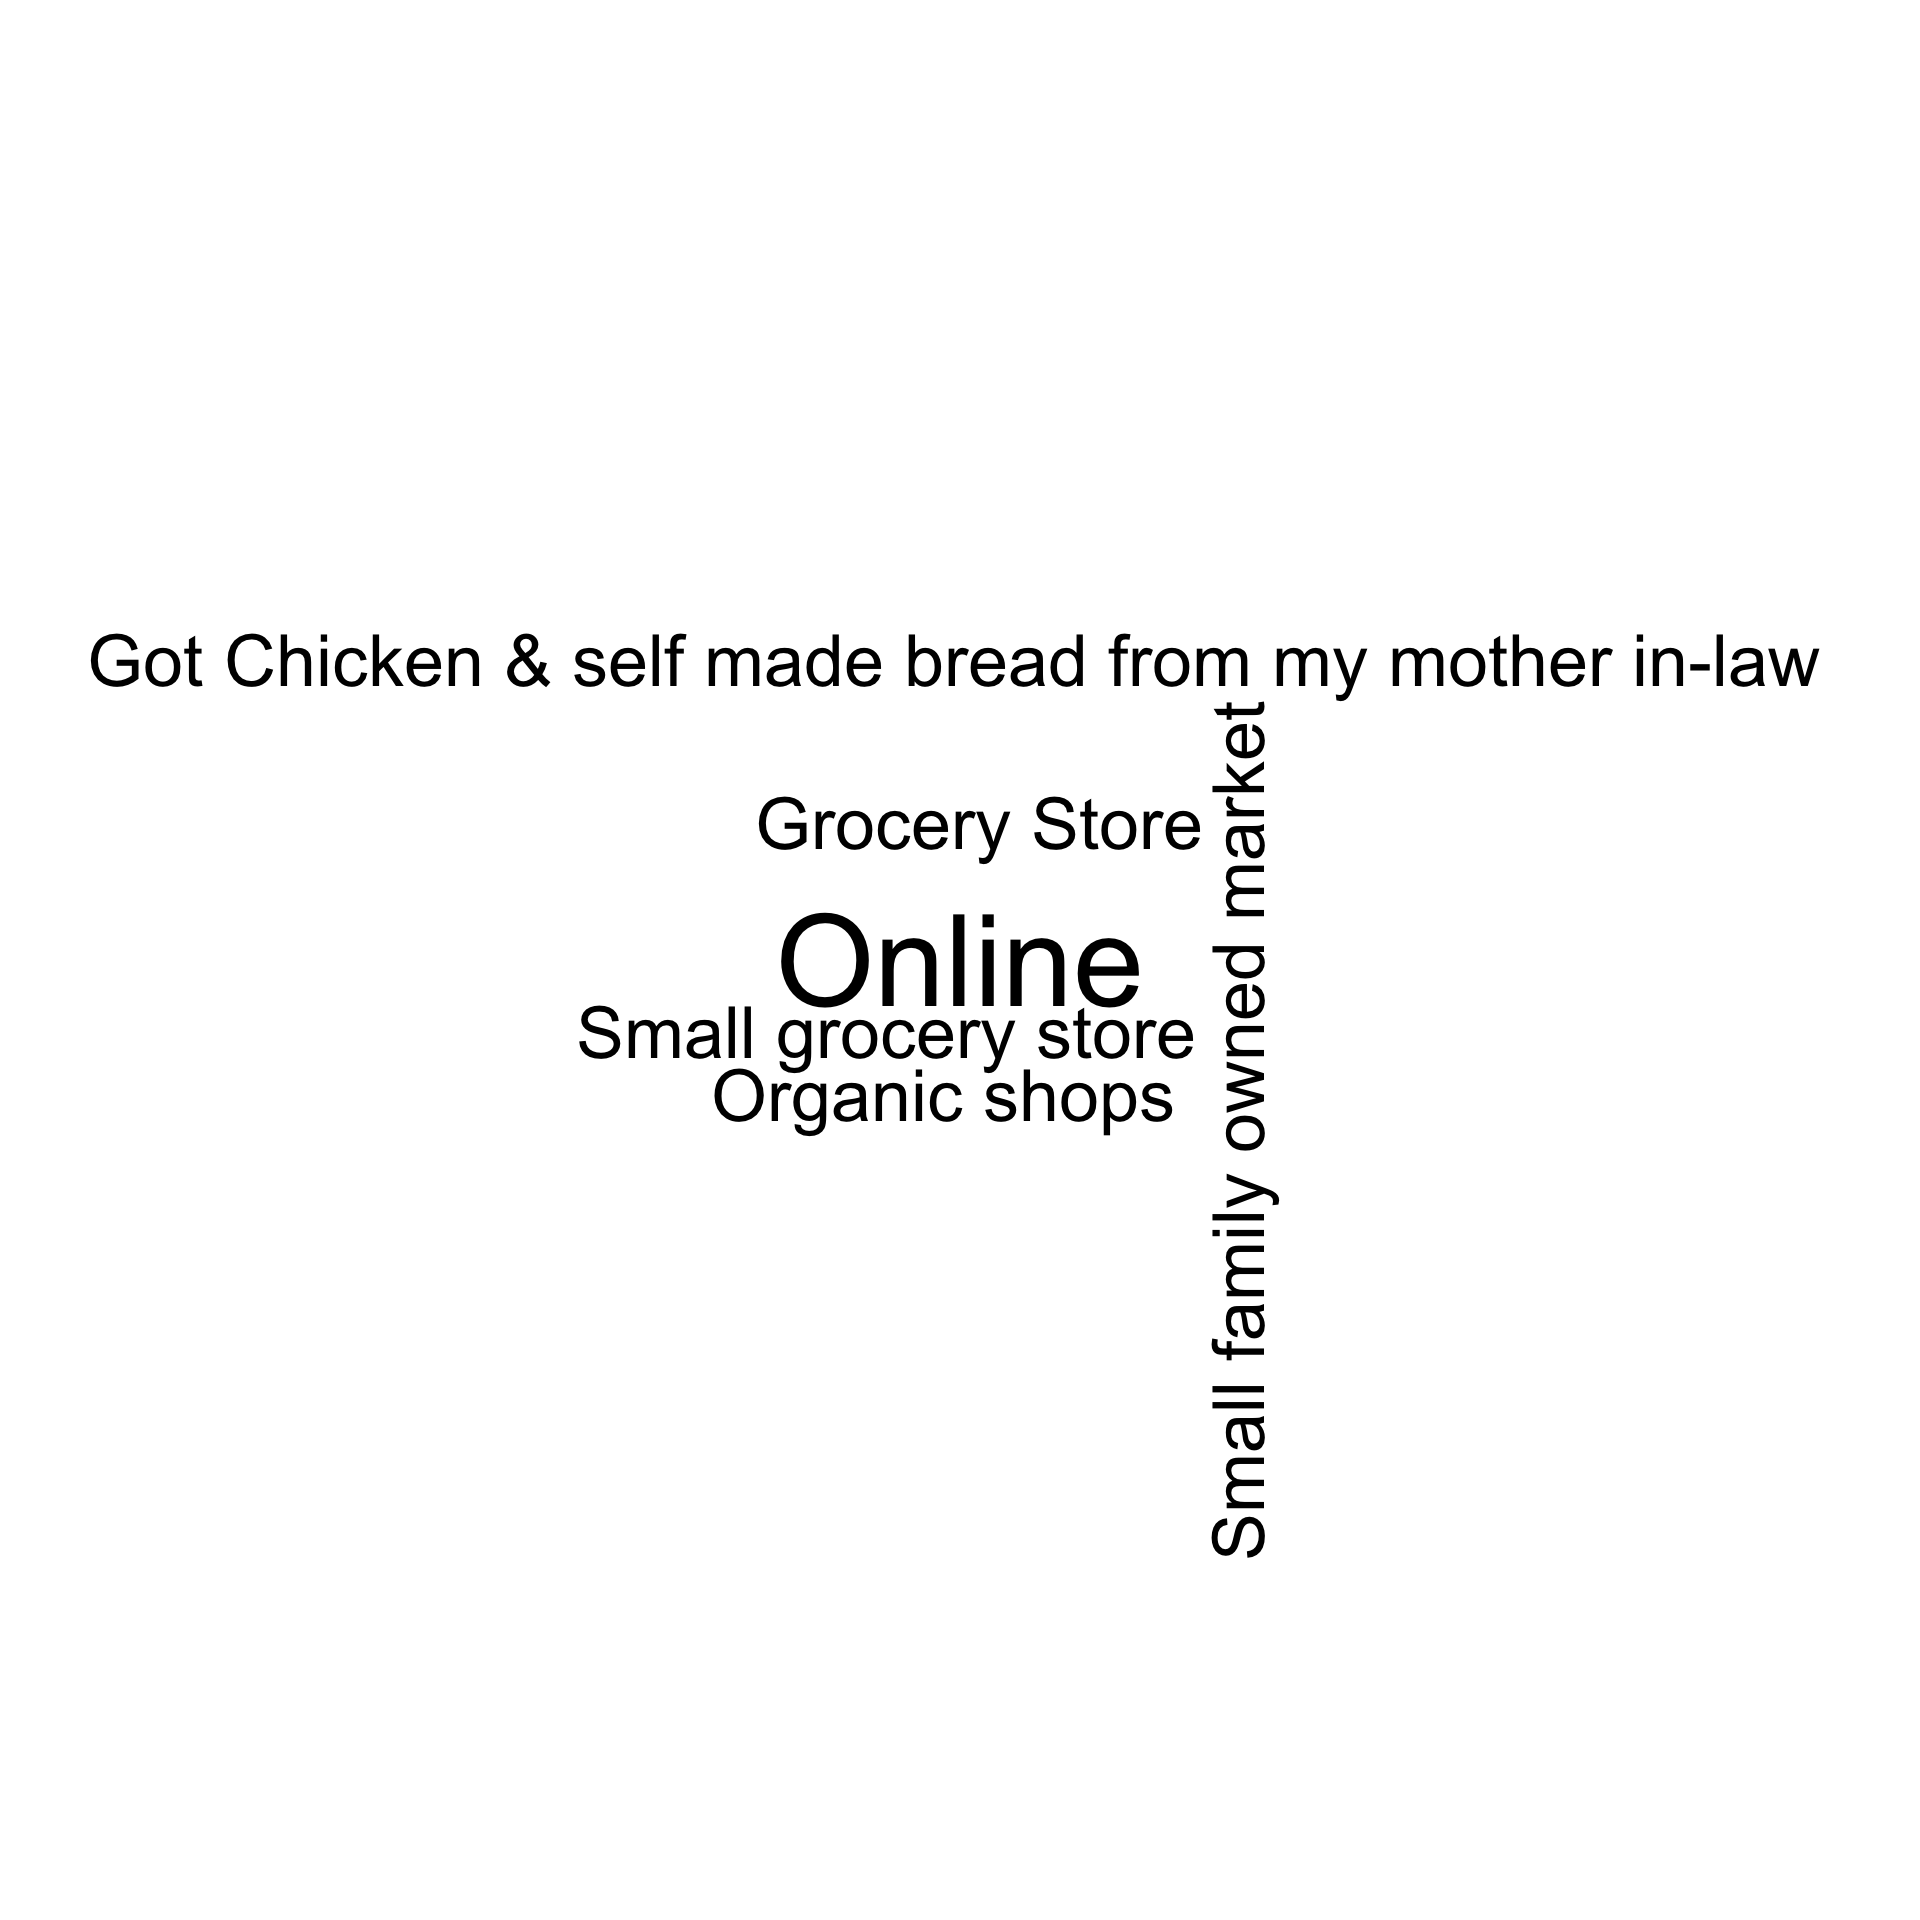 Got Chicken & self made bread from my mother in-law
Grocery Store
Online
Small grocery store
Organic shops
Small family owned market